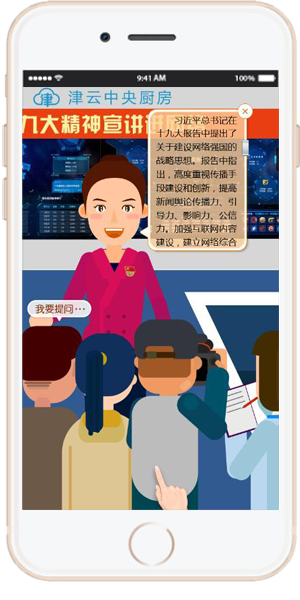 9:41 AM
100%
津 津云中央厨房
九大精神宣讲进
习近平总书记在
十九大报告中提出了
关于建设网络强国的
战略思想。报告中指
出，高度重视传播手
段建设和创新，提高
新闻舆论传播力、引
导力、影响力、公信
力。加强互联网内容
建设，建立网络综合
我要提问…